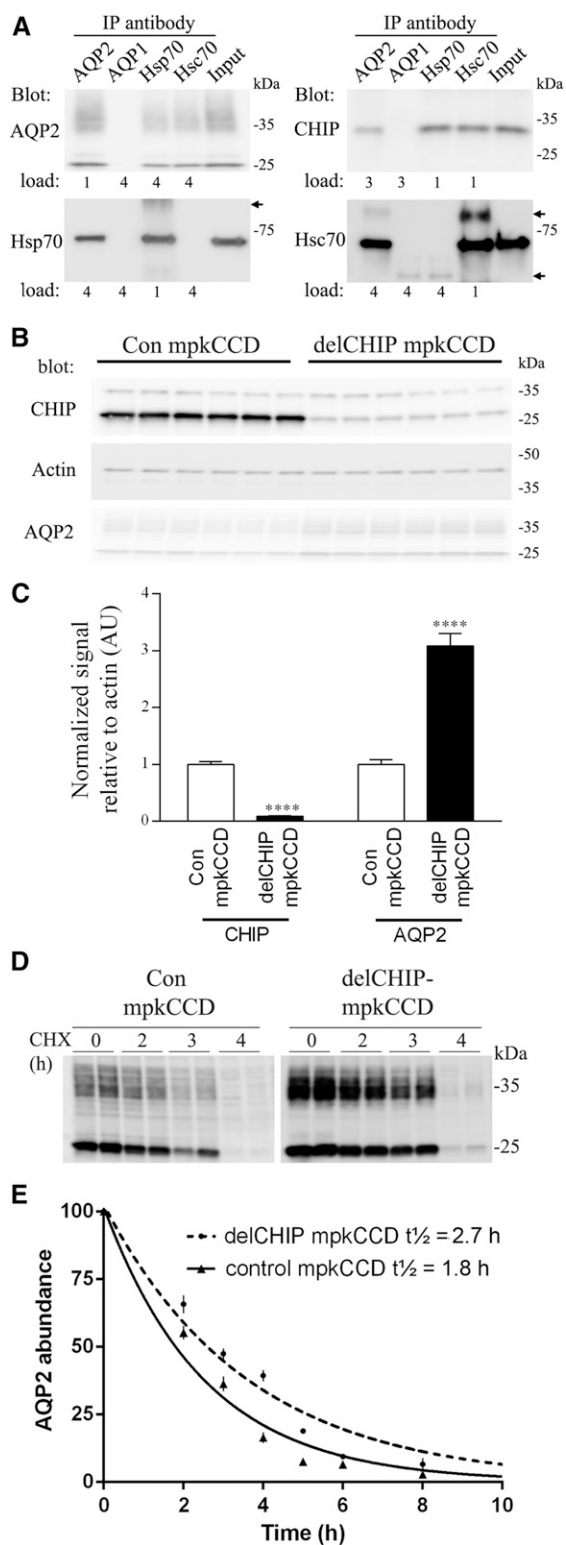 A
IP antibody
AQP2 AQP1 Hsp70 Hsc70 Input
kDa
Blot:
AQP2
-35
-25
load: 1 4 4 4
Hsp70
-75
load: 4 4 1 4
IP antibody
AQP2 AQP1 Hsp70 Hsc70 Input
kDa
Blot:
CHIP
-35
-25
load: 3 3 1 1
Hsc70
-75
load: 4 4 4 1
B
Con mpkCCD delCHIP mpkCCD
blot:
kDa
CHIP
-35
-25
Actin
-50
-35
AQP2
-35
-25
C
Normalized signal
relative to actin (AU)
4
3
2
1
0
****
****
Con
mpkCCD
delCHIP
mpkCCD
Con
mpkCCD
delCHIP
mpkCCD
CHIP
AQP2
D
Con
mpkCCD
delCHIP-
mpkCCD
CHX 0 2 3 4 0 2 3 4
(h)
kDa
-35
-25
E
AQP2 abundance
100
75
50
25
0
delCHIP mpkCCD t½ = 2.7 h
control mpkCCD t½ = 1.8 h
0 2 4 6 8 10
Time (h)